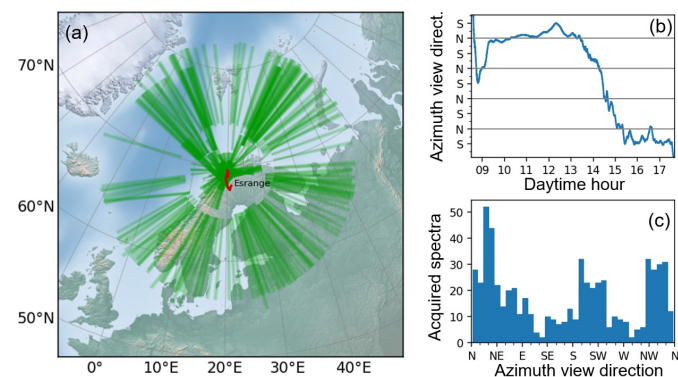 (a)
70°N
60°N
50°N
Esrange
0°
10°E
20°E
30°E
40°E
(b)
Azimuth view direct.
S
N
S
N
S
N
S
N
S
09
10
11
12
13
14
15
16
17
Daytime hour
(c)
Acquired spectra
50
40
30
20
10
0
N
NE
E
SE
S
SW
W
NW
N
Azimuth view direction